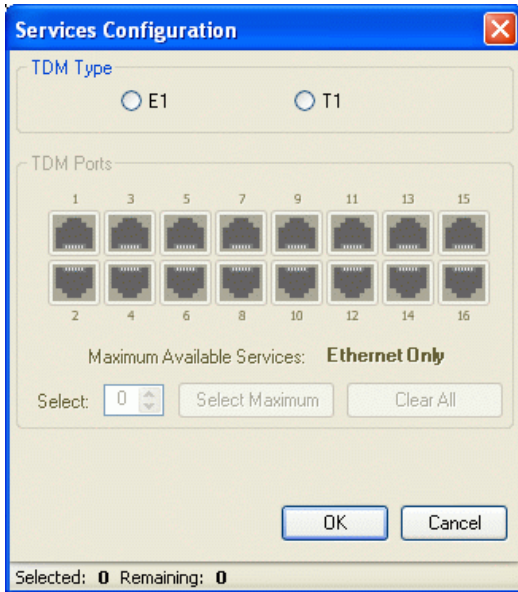 Services Configuration
TDM Type
E1 T1
TDM Ports
1 3 5 7 9 11 13 15
2 4 6 8 10 12 14 16
Maximum Available Services: Ethernet Only
Select: 0 Select Maximum Clear All
OK Cancel
Selected: 0 Remaining: 0